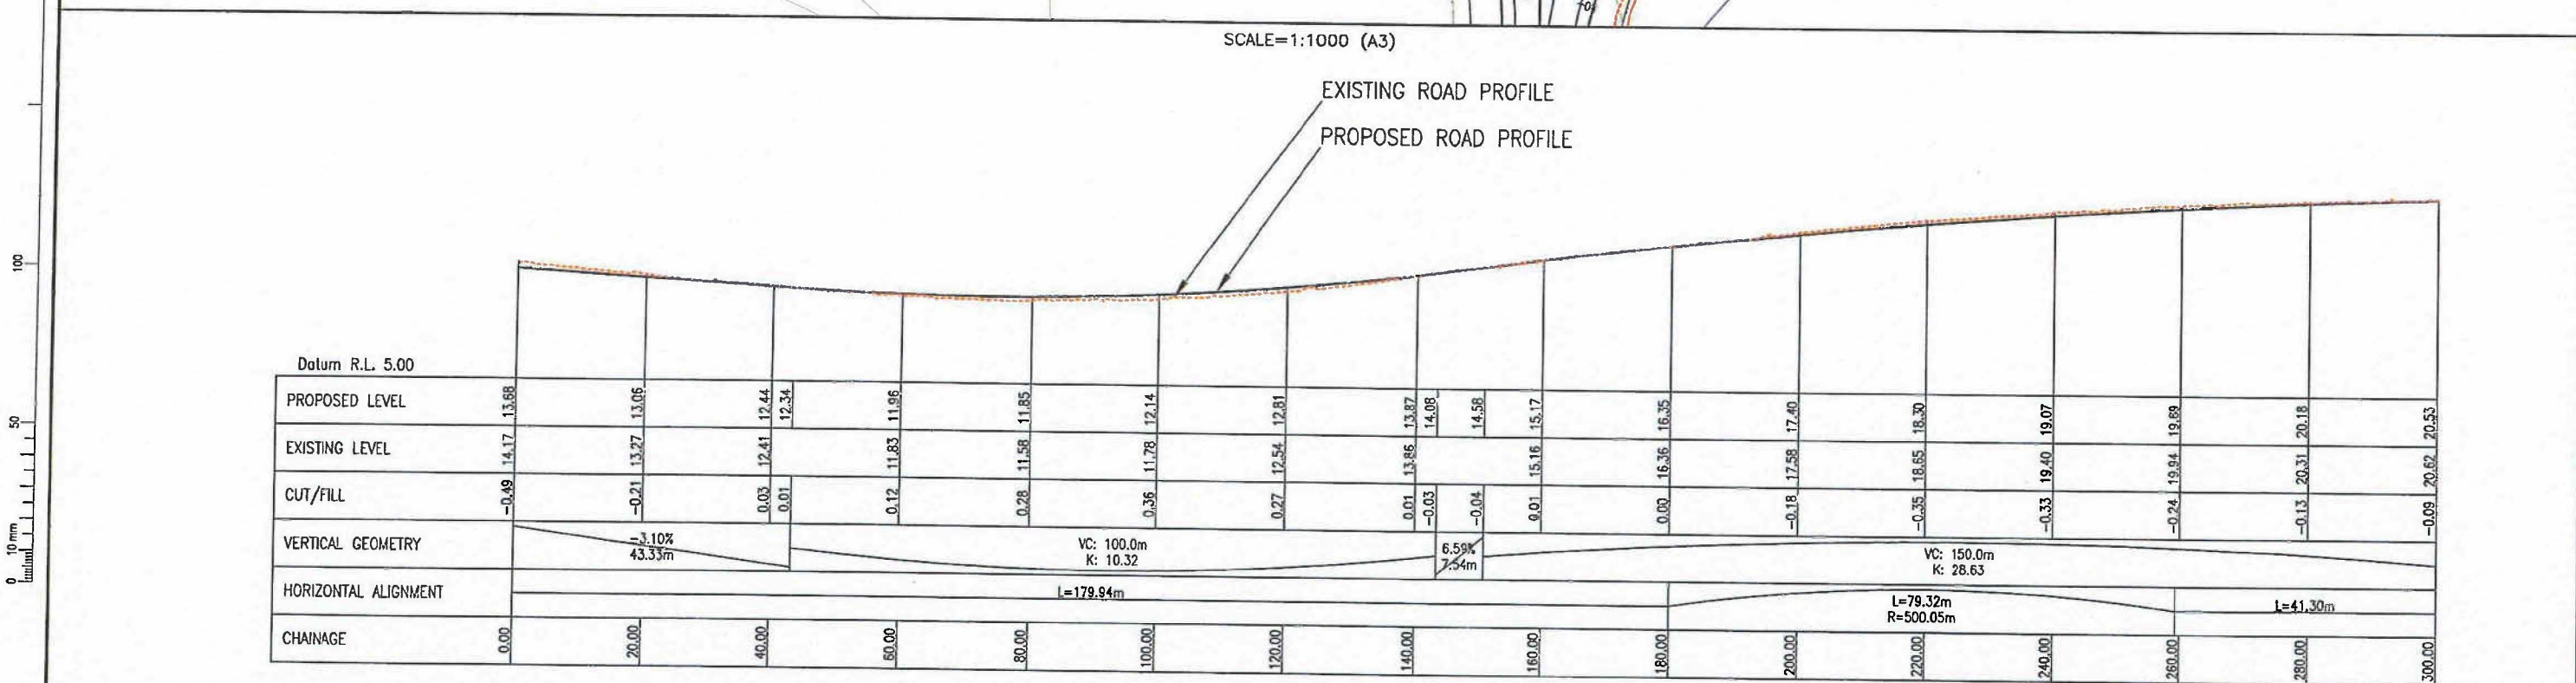 fo
SCALE=1:1000 (A3)
EXISTING ROAD PROFILE
PROPOSED ROAD PROFILE
100
50
10 mm
0
Datum R.L. 5.00
PROPOSED LEVEL 13.68 13.06 12.44 12.34 11.96 11.85 12.14 12.81 13.87 14.08 14.58 15.17 16.35 17.40 18.30 19.07 19.69 20.18 20.53
EXISTING LEVEL 14.17 13.27 12.41 11.83 11.58 11.78 12.54 13.86 15.16 16.36 17.58 18.65 19.40 19.94 20.31 20.62
CUT/FILL -0.49 -0.21 0.03 0.01 0.12 0.28 0.36 0.27 0.01 -0.03 -0.04 0.01 0.00 -0.18 -0.35 -0.33 -0.24 -0.13 -0.09
VERTICAL GEOMETRY
-3.10%
43.33m
VC: 100.0m
K: 10.32
6.59%
7.54m
VC: 150.0m
K: 28.63
HORIZONTAL ALIGNMENT
L=179.94m
L=79.32m
R=500.05m
L=41.30m
CHAINAGE 0.00 20.00 40.00 60.00 80.00 100.00 120.00 140.00 160.00 180.00 200.00 220.00 240.00 260.00 280.00 300.00